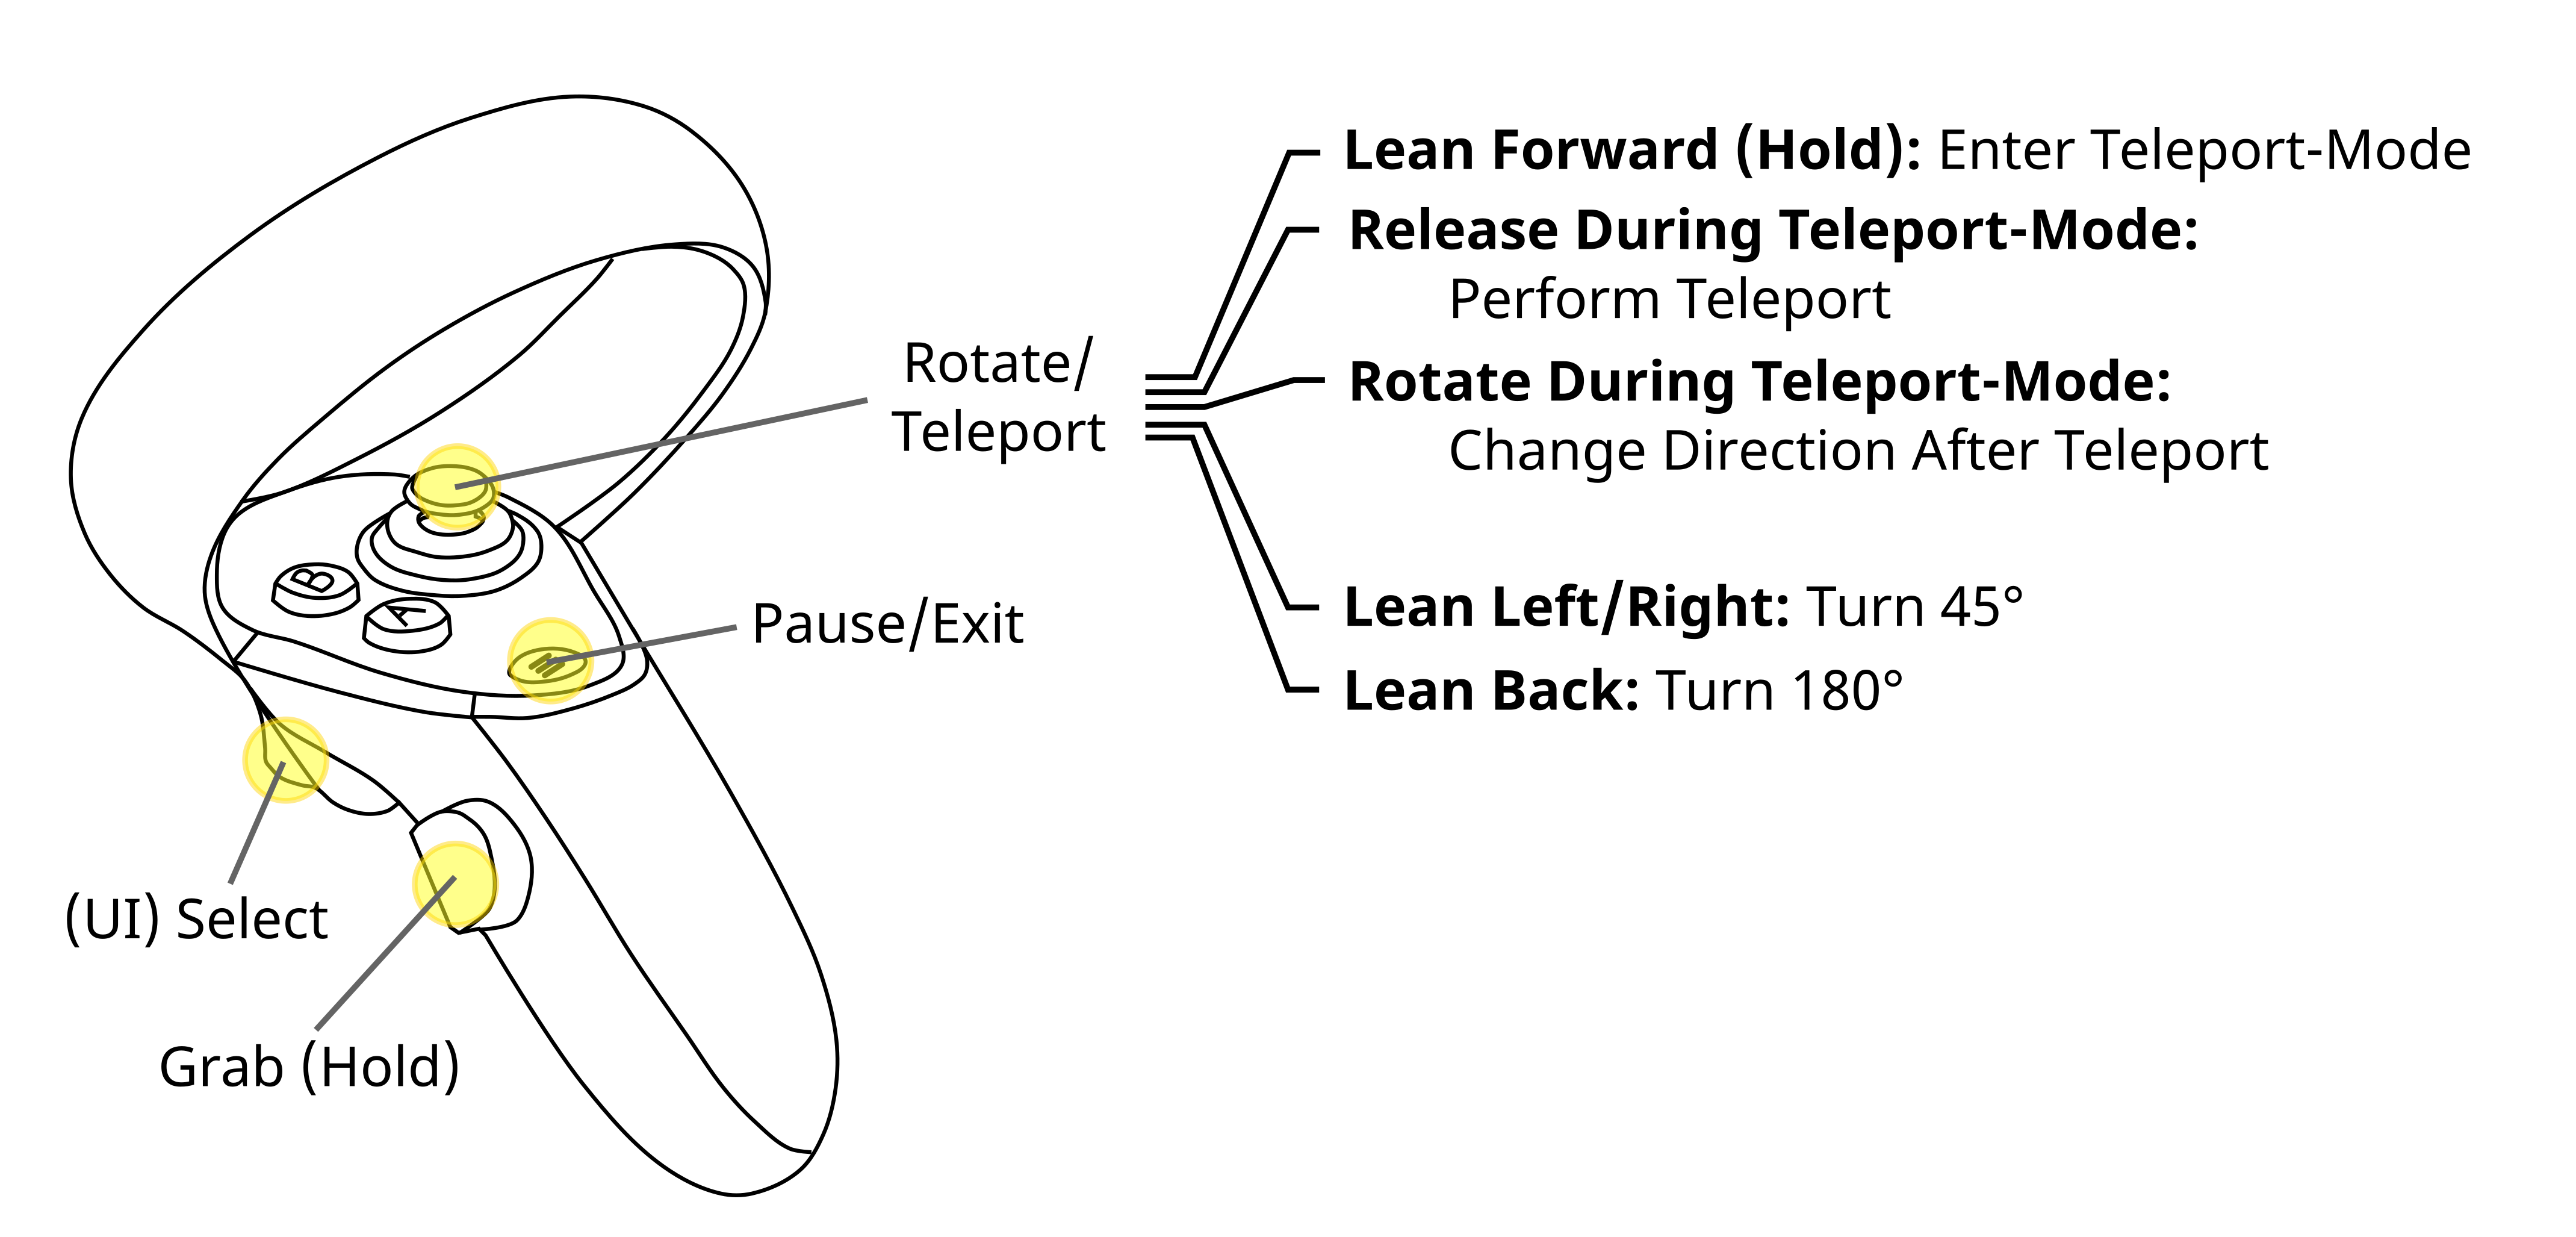 Lean Forward (Hold): Enter Teleport-Mode
Release During Teleport-Mode:
Perform Teleport
Rotate/
Teleport
Rotate During Teleport-Mode:
Change Direction After Teleport
B
A
Pause/Exit
Lean Left/Right: Turn 45°
Lean Back: Turn 180°
(UI) Select
Grab (Hold)